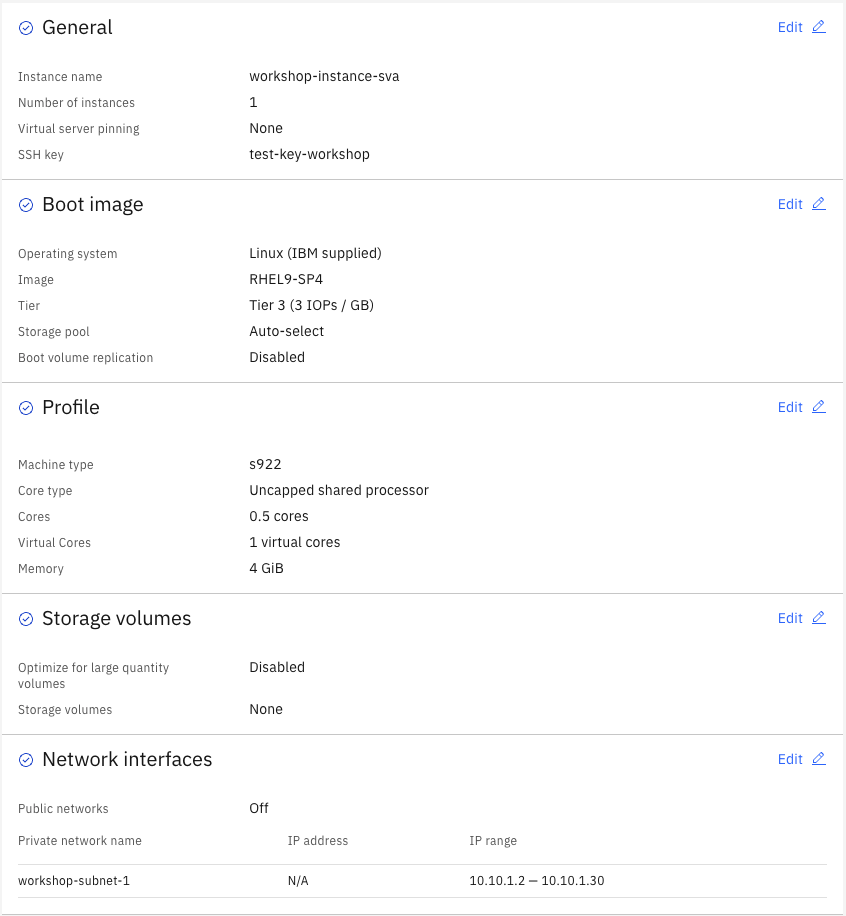 General Edit
Instance name workshop-instance-sva
Number of instances 1
Virtual server pinning None
SSH key test-key-workshop
Boot image Edit
Operating system Linux (IBM supplied)
Image RHEL9-SP4
Tier Tier 3 (3 IOPs / GB)
Storage pool Auto-select
Boot volume replication Disabled
Profile Edit
Machine type s922
Core type Uncapped shared processor
Cores 0.5 cores
Virtual Cores 1 virtual cores
Memory 4 GiB
Storage volumes Edit
Optimize for large quantity Disabled
volumes
Storage volumes None
Network interfaces Edit
Public networks Off
Private network name IP address IP range
workshop-subnet-1 N/A 10.10.1.2 — 10.10.1.30